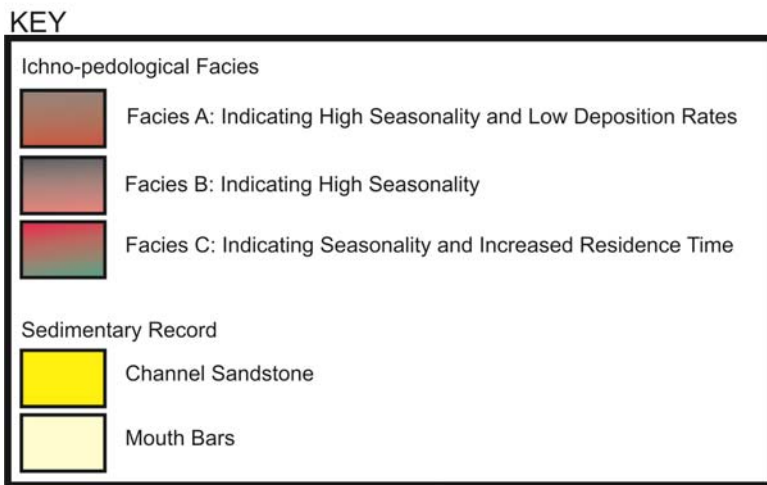 KEY
Ichno-pedological Facies
Facies A: Indicating High Seasonality and Low Deposition Rates
Facies B: Indicating High Seasonality
Facies C: Indicating Seasonality and Increased Residence Time
Sedimentary Record
Channel Sandstone
Mouth Bars